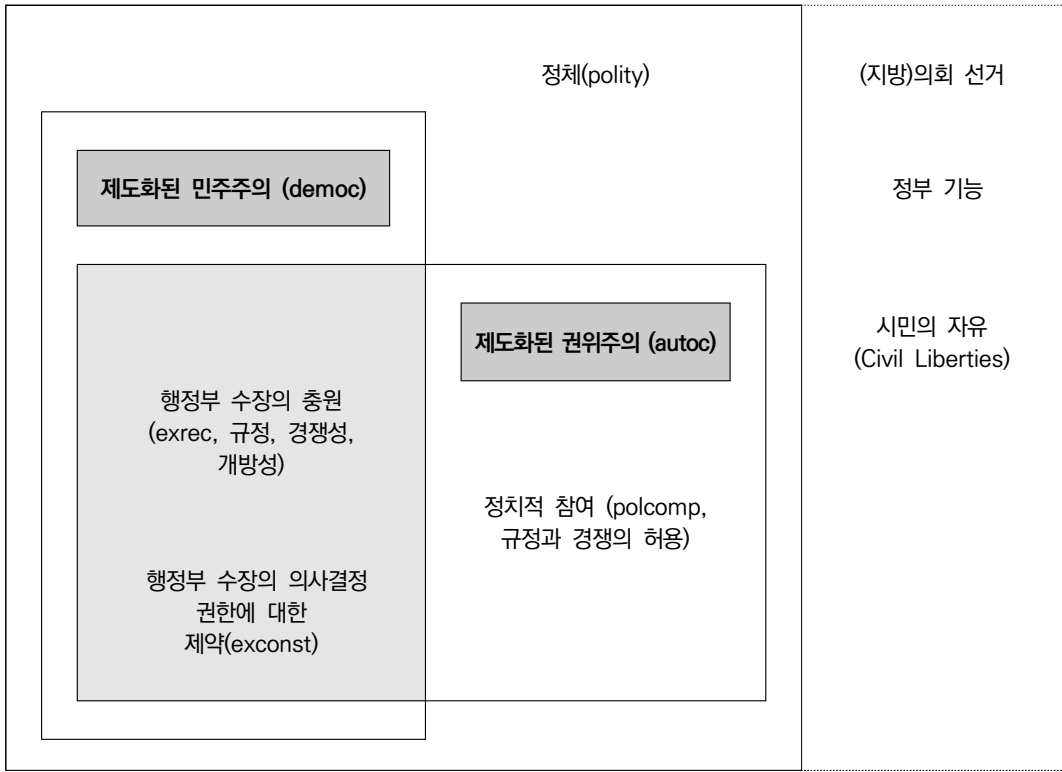 정체(polity)
(지방)의회 선거
제도화된 민주주의 (democ)
정부 기능
제도화된 권위주의 (autoc)
시민의 자유
(Civil Liberties)
행정부 수장의 충원
(exrec, 규정, 경쟁성,
개방성)
정치적 참여 (polcomp,
규정과 경쟁의 허용)
행정부 수장의 의사결정
권한에 대한
제약(exconst)